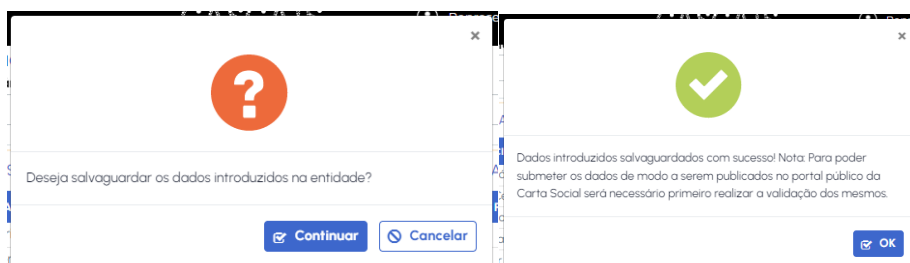 ×
Deseja salvaguardar os dados introduzidos na entidade?
Continuar
Cancelar
×
Dados introduzidos salvaguardados com sucesso! Nota: Para poder
submeter os dados de modo a serem publicados no portal público da
Carta Social será necessário primeiro realizar a validação dos mesmos.
OK